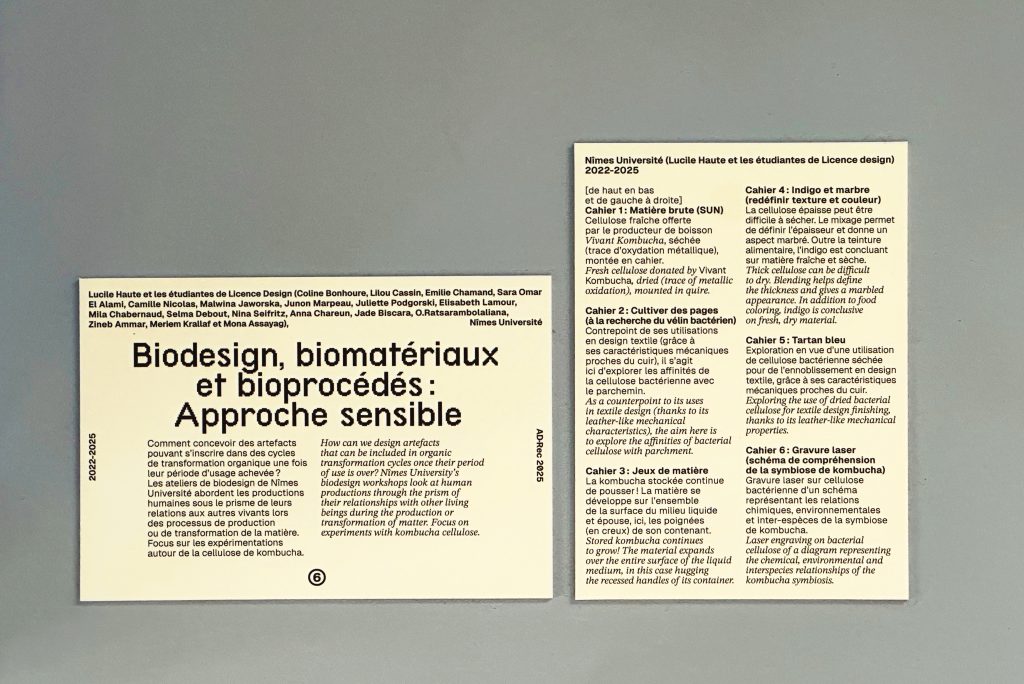 Lucile Haute et les étudiantes de Licence Design (Coline Bonhoure, Lilou Cassin, Emilie Chamand, Sara Omar
El Alami, Camille Nicolas, Malwina Jaworska, Junon Marpeau, Juliette Podgorski, Elisabeth Lamour,
Mila Chabernaud, Selma Debout, Nina Seifritz, Anna Chareun, Jade Biscara, O.Ratsarambolaliana,
Zineb Ammar, Meriem Krallaf et Mona Assayag), Nîmes Université
Biodesign, biomatériaux
et bioprocédés :
Approche sensible
2022-2025
Comment concevoir des artefacts
pouvant s'inscrire dans des cycles
de transformation organique une fois
leur période d'usage achevée ?
Les ateliers de biodesign de Nîmes
Université abordent les productions
humaines sous le prisme de leurs
relations aux autres vivants lors
des processus de production
ou de transformation de la matière.
Focus sur les expérimentations
autour de la cellulose de kombucha.
How can we design artefacts
that can be included in organic
transformation cycles once their period
of use is over? Nîmes University's
biodesign workshops look at human
productions through the prism of
their relationships with other living
beings during the production or
transformation of matter. Focus on
experiments with kombucha cellulose.
AD·Rec 2025
6
Nîmes Université (Lucile Haute et les étudiantes de Licence design)
2022-2025
[de haut en bas
et de gauche à droite]
Cahier 1 : Matière brute (SUN)
Cellulose fraîche offerte
par le producteur de boisson
Vivant Kombucha, séchée
(trace d'oxydation métallique),
montée en cahier.
Fresh cellulose donated by Vivant
Kombucha, dried (trace of metallic
oxidation), mounted in quire.
Cahier 2 : Cultiver des pages
(à la recherche du vélin bactérien)
Contrepoint de ses utilisations
en design textile (grâce à
ses caractéristiques mécaniques
proches du cuir), il s'agit
ici d'explorer les affinités de
la cellulose bactérienne avec
le parchemin.
As a counterpoint to its uses
in textile design (thanks to its
leather-like mechanical
characteristics), the aim here is
to explore the affinities of bacterial
cellulose with parchment.
Cahier 3 : Jeux de matière
La kombucha stockée continue
de pousser ! La matière se
développe sur l'ensemble
de la surface du milieu liquide
et épouse, ici, les poignées
(en creux) de son contenant.
Stored kombucha continues
to grow! The material expands
over the entire surface of the liquid
medium, in this case hugging
the recessed handles of its container.
Cahier 4 : Indigo et marbre
(redéfinir texture et couleur)
La cellulose épaisse peut être
difficile à sécher. Le mixage permet
de définir l'épaisseur et donne un
aspect marbré. Outre la teinture
alimentaire, l'indigo est concluant
sur matière fraîche et sèche.
Thick cellulose can be difficult
to dry. Blending helps define
the thickness and gives a marbled
appearance. In addition to food
coloring, indigo is conclusive
on fresh, dry material.
Cahier 5 : Tartan bleu
Exploration en vue d'une utilisation
de cellulose bactérienne séchée
pour de l'ennoblissement en design
textile, grâce à ses caractéristiques
mécaniques proches du cuir.
Exploring the use of dried bacterial
cellulose for textile design finishing,
thanks to its leather-like mechanical
properties.
Cahier 6 : Gravure laser
(schéma de compréhension
de la symbiose de kombucha)
Gravure laser sur cellulose
bactérienne d'un schéma
représentant les relations
chimiques, environnementales
et inter-espèces de la symbiose
de kombucha.
Laser engraving on bacterial
cellulose of a diagram representing
the chemical, environmental and
interspecies relationships of the
kombucha symbiosis.